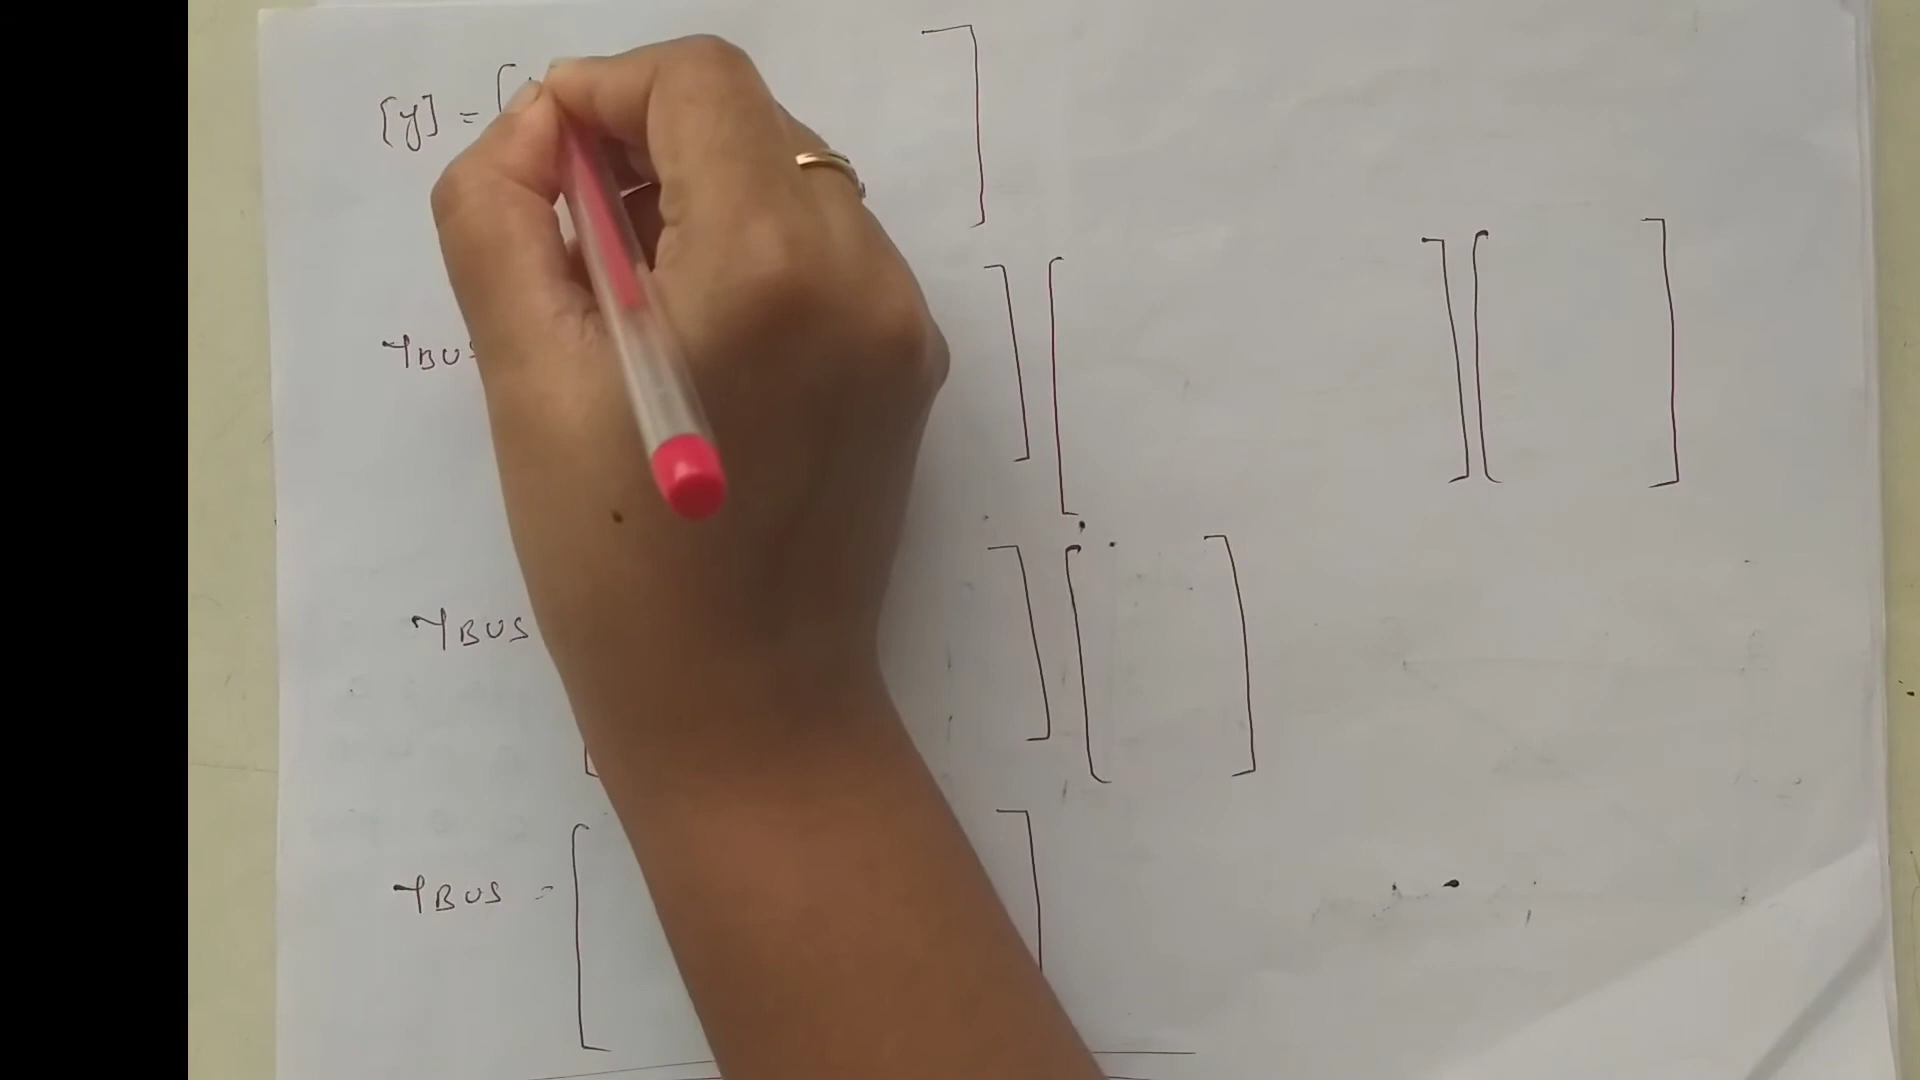 [y] =
YBUS
YBUS
YBUS =